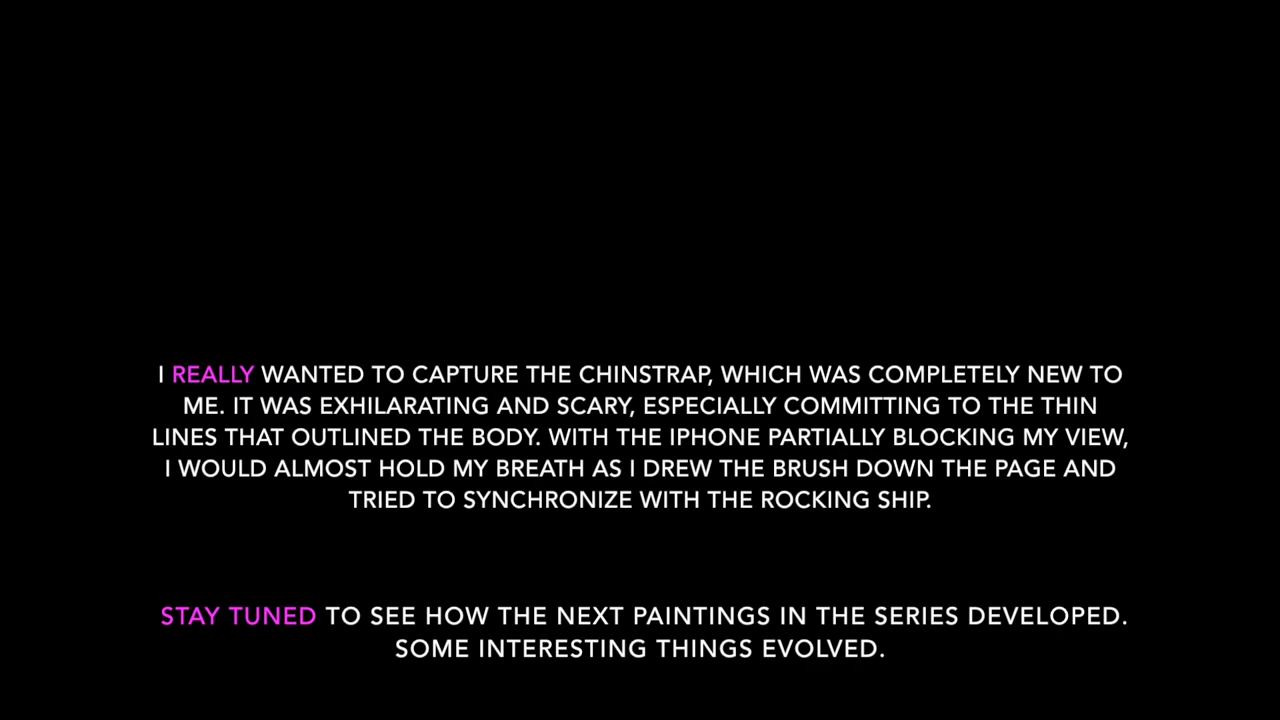 I REALLY WANTED TO CAPTURE THE CHINSTRAP, WHICH WAS COMPLETELY NEW TO
ME. IT WAS EXHILARATING AND SCARY, ESPECIALLY COMMITTING TO THE THIN
LINES THAT OUTLINED THE BODY. WITH THE IPHONE PARTIALLY BLOCKING MY VIEW,
I WOULD ALMOST HOLD MY BREATH AS I DREW THE BRUSH DOWN THE PAGE AND
TRIED TO SYNCHRONIZE WITH THE ROCKING SHIP.
STAY TUNED TO SEE HOW THE NEXT PAINTINGS IN THE SERIES DEVELOPED.
SOME INTERESTING THINGS EVOLVED.